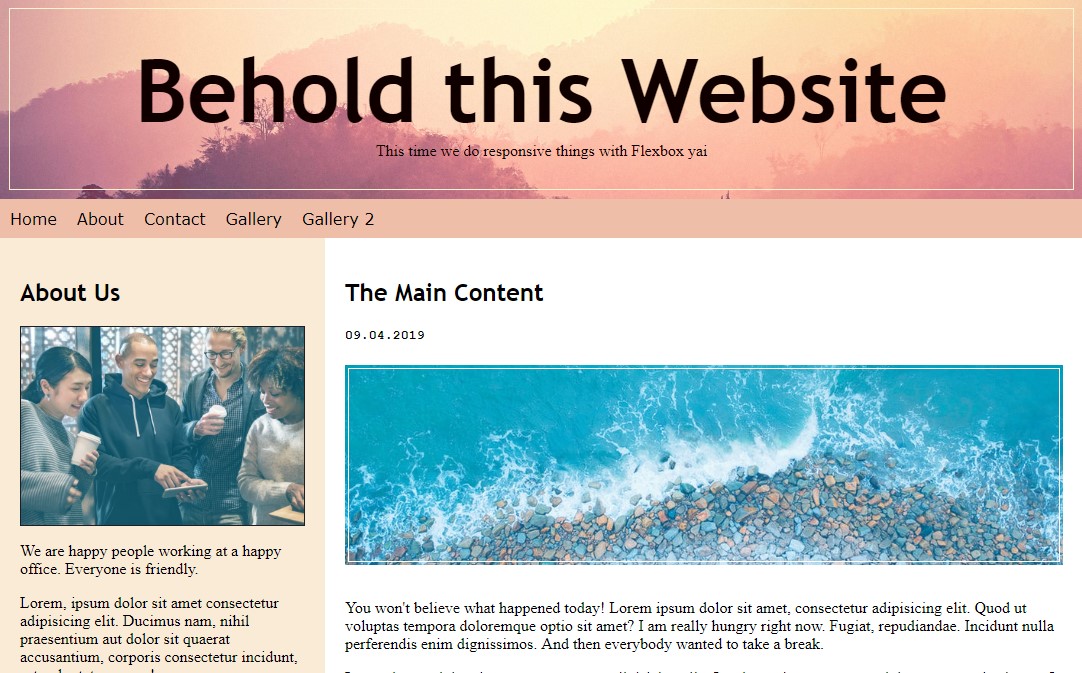 Behold this Website
This time we do responsive things with Flexbox yai
Home About Contact Gallery Gallery 2
About Us
We are happy people working at a happy
office. Everyone is friendly.
Lorem, ipsum dolor sit amet consectetur
adipisicing elit. Ducimus nam, nihil
praesentium aut dolor sit quaerat
accusantium, corporis consectetur incidunt,
The Main Content
09.04.2019
You won't believe what happened today! Lorem ipsum dolor sit amet, consectetur adipisicing elit. Quod ut
voluptas tempora doloremque optio sit amet? I am really hungry right now. Fugiat, repudiandae. Incidunt nulla
perferendis enim dignissimos. And then everybody wanted to take a break.